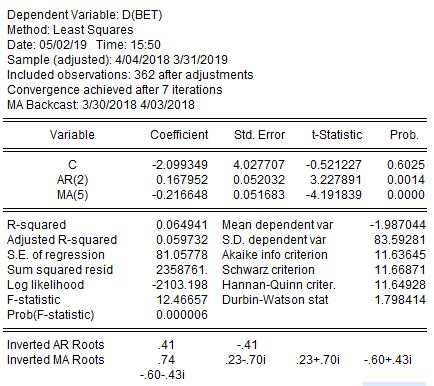 Dependent Variable: D(BET)
Method: Least Squares
Date: 05/02/19 Time: 15:50
Sample (adjusted): 4/04/2018 3/31/2019
Included observations: 362 after adjustments
Convergence achieved after 7 iterations
MA Backcast: 3/30/2018 4/03/2018
Variable Coefficient Std. Error t-Statistic Prob.
C -2.099349 4.027707 -0.521227 0.6025
AR(2) 0.167952 0.052032 3.227891 0.0014
MA(5) -0.216648 0.051683 -4.191839 0.0000
R-squared 0.064941 Mean dependent var -1.987044
Adjusted R-squared 0.059732 S.D. dependent var 83.59281
S.E. of regression 81.05778 Akaike info criterion 11.63645
Sum squared resid 2358761. Schwarz criterion 11.66871
Log likelihood -2103.198 Hannan-Quinn criter. 11.64928
F-statistic 12.46657 Durbin-Watson stat 1.798414
Prob(F-statistic) 0.000006
Inverted AR Roots .41 -.41
Inverted MA Roots .74 .23-.70i .23+.70i -.60+.43i
-.60-.43i